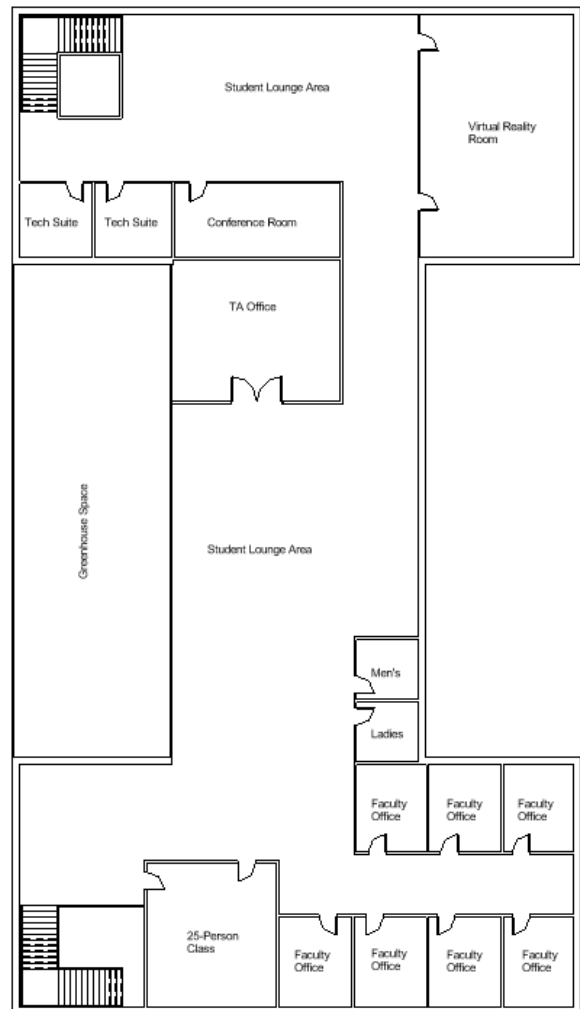 Student Lounge Area
Virtual Reality
Room
Tech Suite
Tech Suite
Conference Room
TA Office
Greenhouse Space
Student Lounge Area
Men's
Ladies
Faculty
Office
Faculty
Office
Faculty
Office
25-Person
Class
Faculty
Office
Faculty
Office
Faculty
Office
Faculty
Office